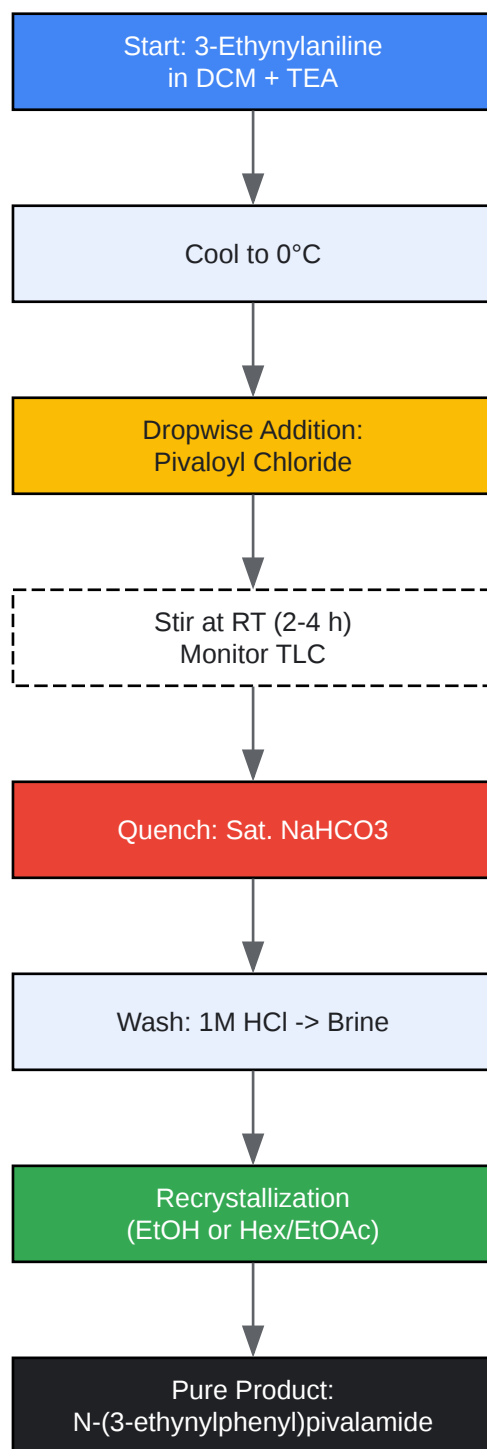 Start: 3-Ethynylaniline
in DCM + TEA
Cool to 0°C
Dropwise Addition:
Pivaloyl Chloride
Stir at RT (2-4 h)
Monitor TLC
Quench: Sat. NaHCO3
Wash: 1M HCl -> Brine
Recrystallization
(EtOH or Hex/EtOAc)
Pure Product:
N-(3-ethynylphenyl)pivalamide